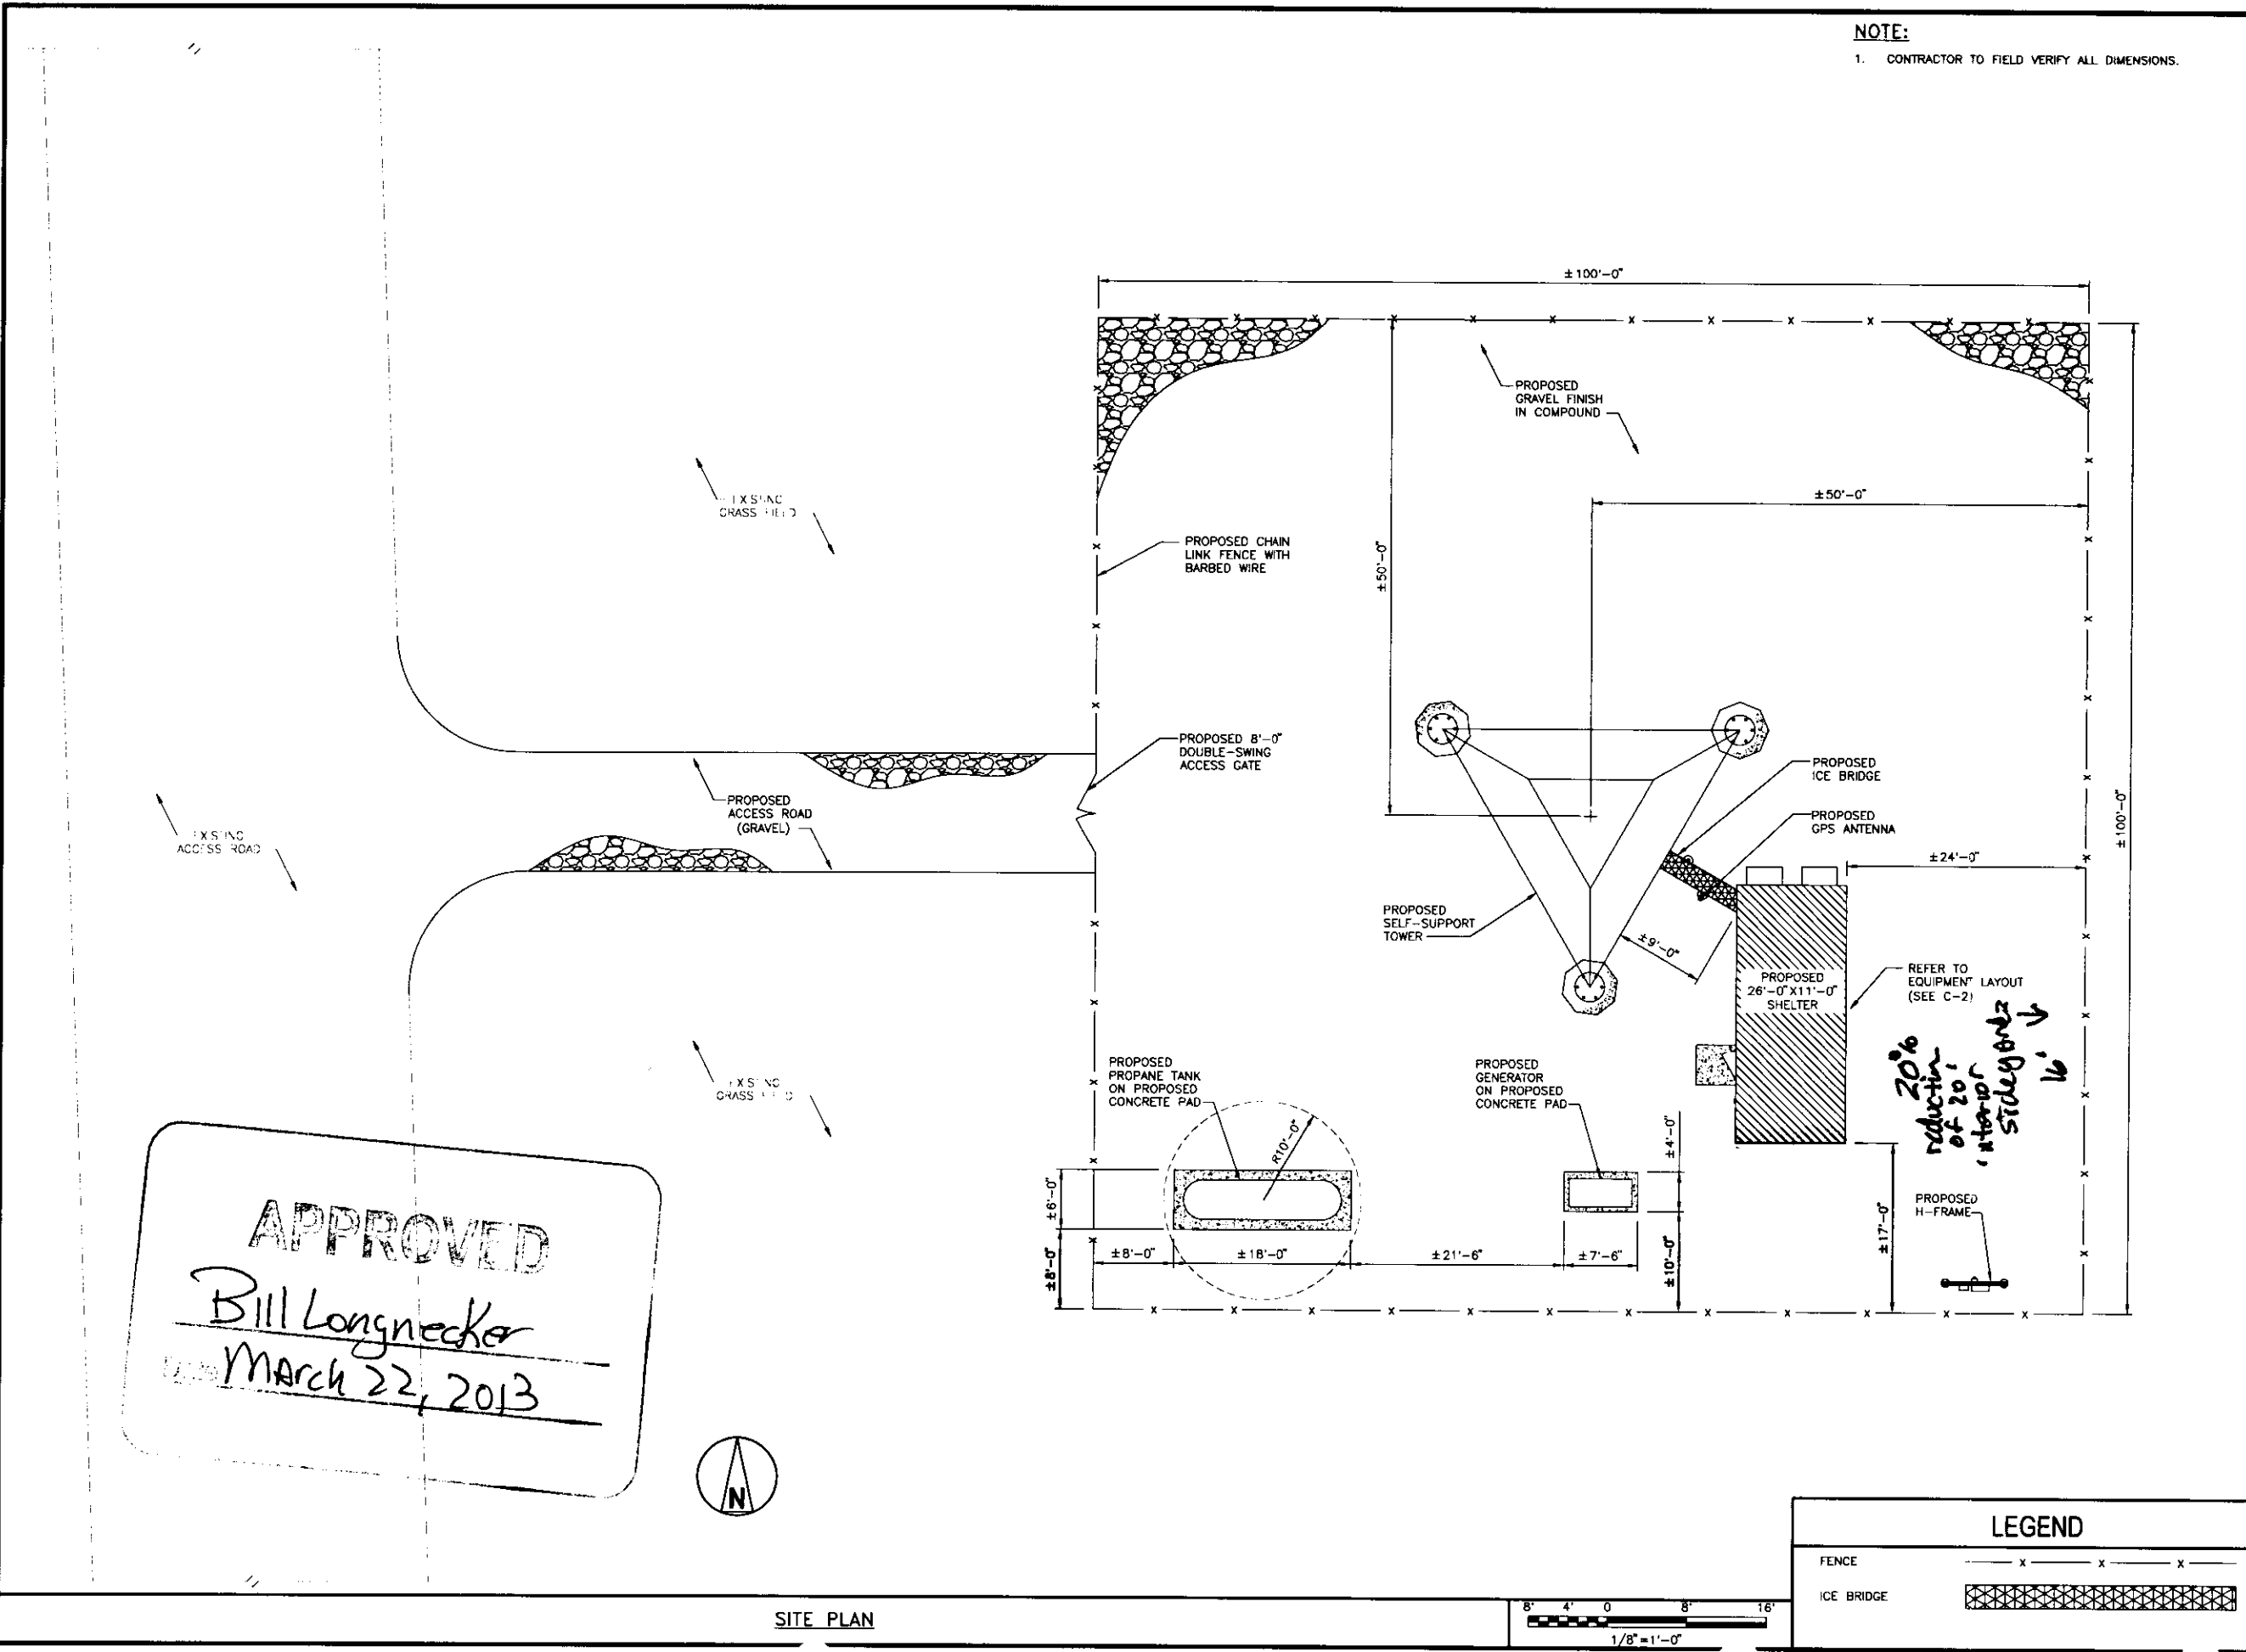 NOTE:
1. CONTRACTOR TO FIELD VERIFY ALL DIMENSIONS.
±100'-0"
PROPOSED
GRAVEL FINISH
IN COMPOUND
±50'-0"
GRASS
PROPOSED CHAIN
LINK FENCE WITH
BARBED WIRE
±50'-0"
PROPOSED 8'-0"
DOUBLE-SWING
ACCESS GATE
PROPOSED
ICE BRIDGE
PROPOSED
ACCESS ROAD
(GRAVEL)
PROPOSED
GPS ANTENNA
±100'-0"
ACCESS ROAD
±24'-0"
PROPOSED
SELF-SUPPORT
TOWER
±9'-0"
PROPOSED
26'-0"X11'-0"
SHELTER
REFER TO
EQUIPMENT LAYOUT
(SEE C-2)
20%
reduction
of 20'
interior
sideyard
16'
PROPOSED
PROPANE TANK
ON PROPOSED
CONCRETE PAD
PROPOSED
GENERATOR
ON PROPOSED
CONCRETE PAD
GRASS
R10'-0"
±4'-0"
±6'-0"
PROPOSED
H-FRAME
±17'-0"
±8'-0"
±8'-0"
±18'-0"
±21'-6"
±7'-6"
±10'-0"
APPROVED
Bill Longnecker
March 22, 2013
N
LEGEND
FENCE
ICE BRIDGE
SITE PLAN
8' 4' 0 8' 16'
1/8"=1'-0"